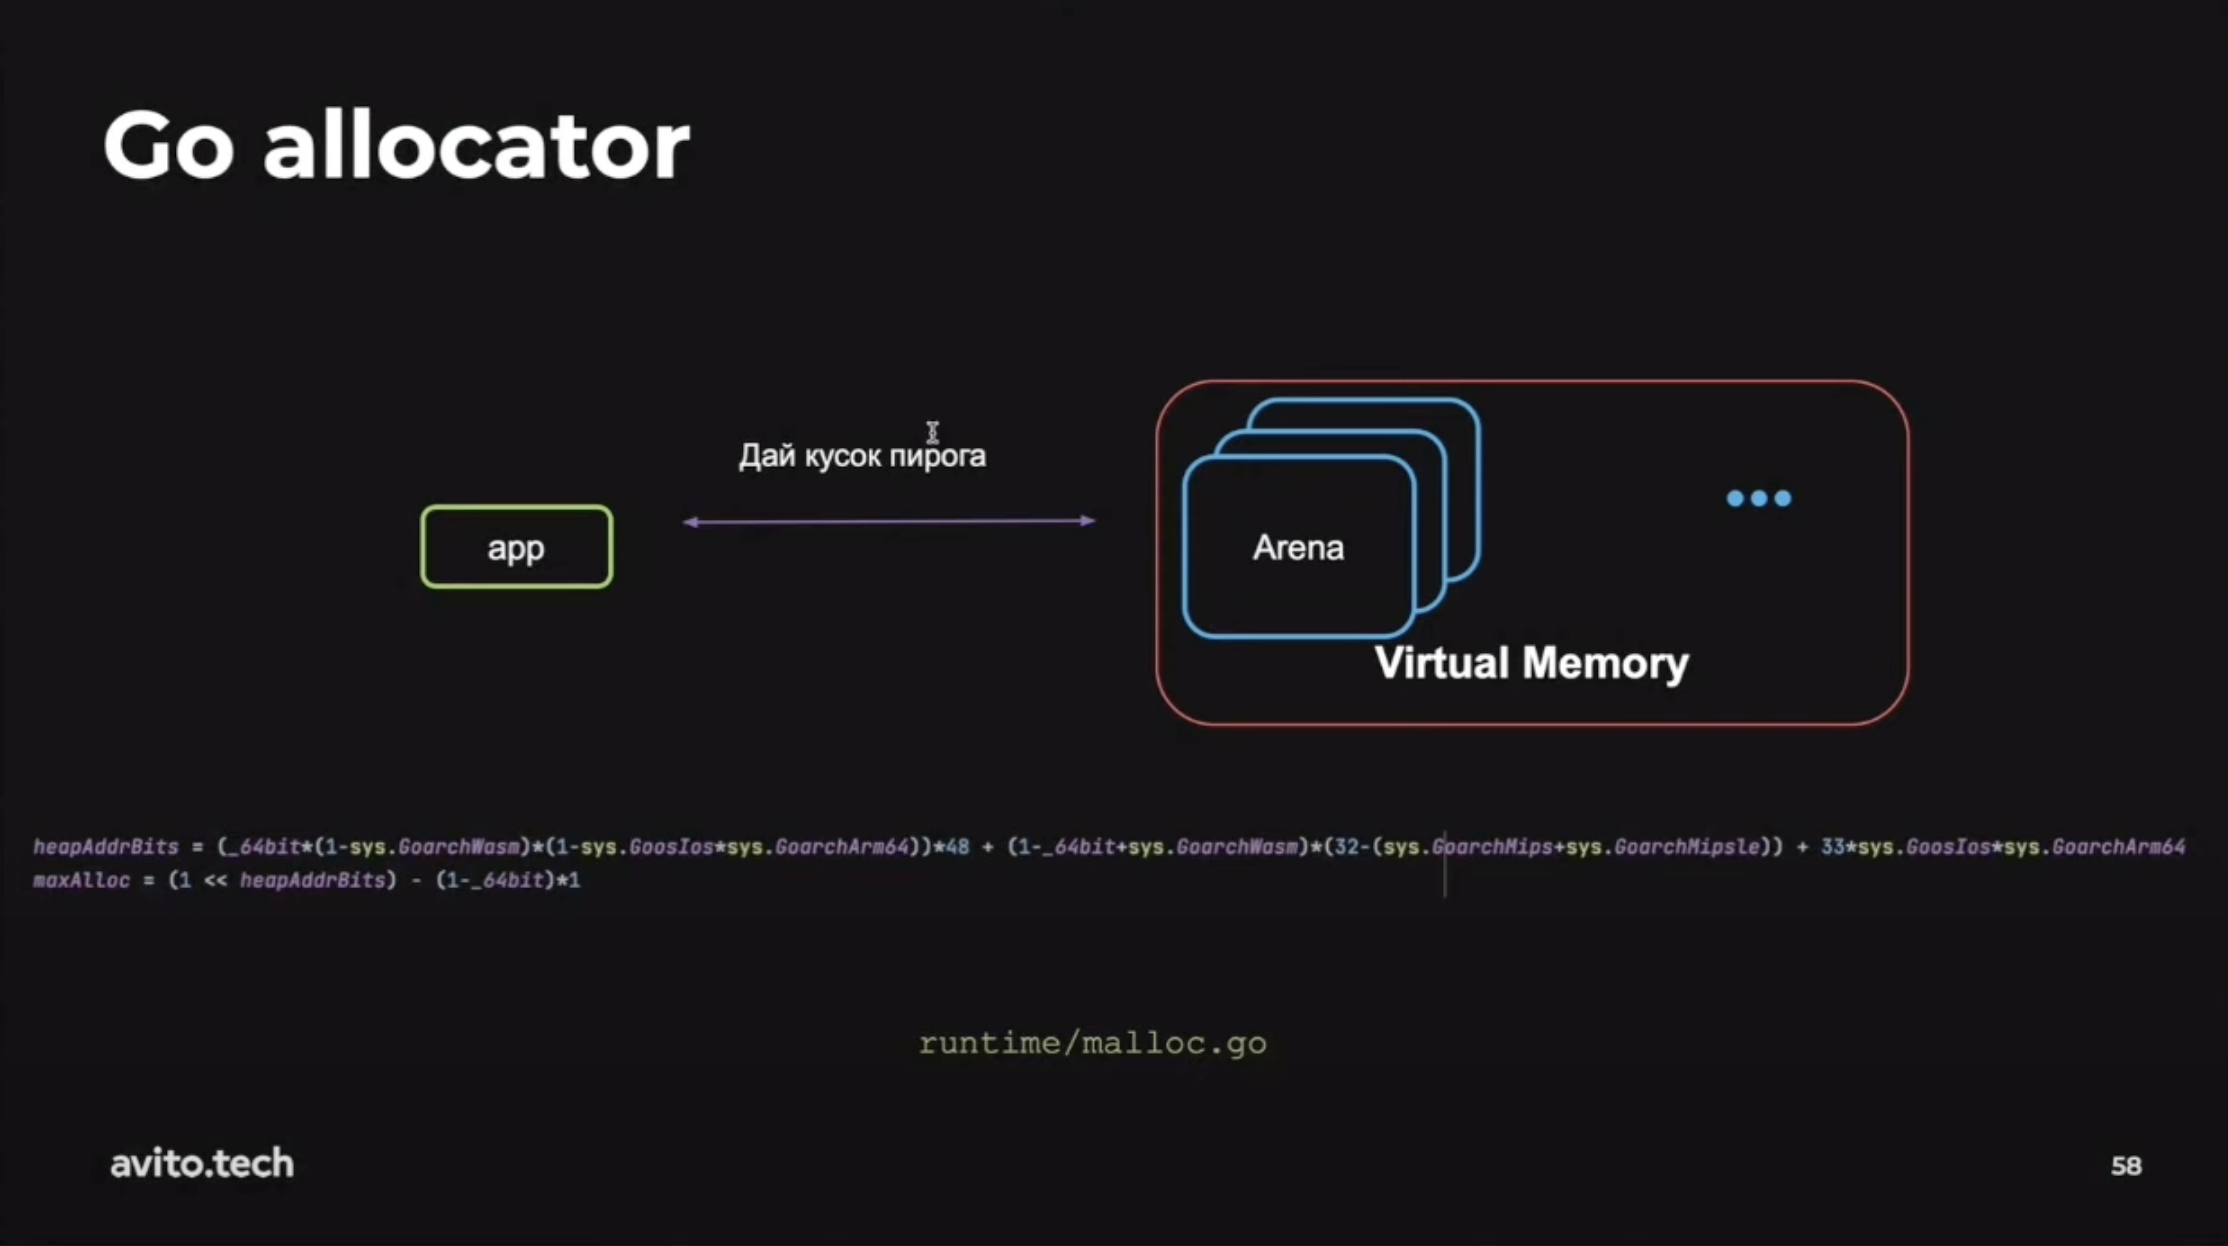 Go allocator
Дай кусок пирога
app
Arena
Virtual Memory
heapAddrBits = (_64bit*(1-sys.GoarchWasm)*(1-sys.GoosIos*sys.GoarchArm64))*48 + (1-_64bit+sys.GoarchWasm)*(32-(sys.GoarchMips+sys.GoarchMipsle)) + 33*sys.GoosIos*sys.GoarchArm64
maxAlloc = (1 << heapAddrBits) - (1-_64bit)*1
runtime/malloc.go
avito.tech
58